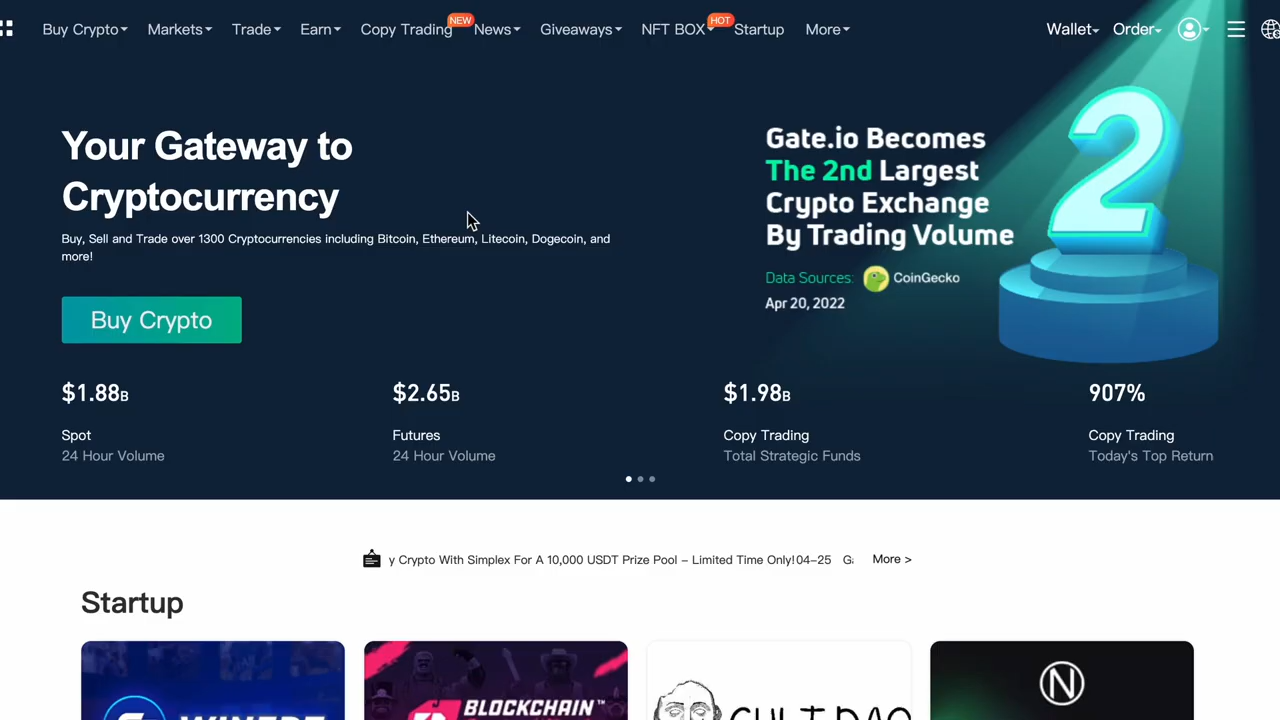 Buy Crypto Markets Trade Earn Copy Trading NEW News Giveaways NFT BOX HOT Startup More Wallet Order
Your Gateway to
Cryptocurrency
Buy, Sell and Trade over 1300 Cryptocurrencies including Bitcoin, Ethereum, Litecoin, Dogecoin, and
more!
Buy Crypto
Gate.io Becomes
The 2nd Largest
Crypto Exchange
By Trading Volume
Data Sources: CoinGecko
Apr 20, 2022
2
$1.88B
Spot
24 Hour Volume
$2.65B
Futures
24 Hour Volume
$1.98B
Copy Trading
Total Strategic Funds
907%
Copy Trading
Today's Top Return
y Crypto With Simplex For A 10,000 USDT Prize Pool – Limited Time Only! 04-25 More >
Startup
BLOCKCHAIN™
N